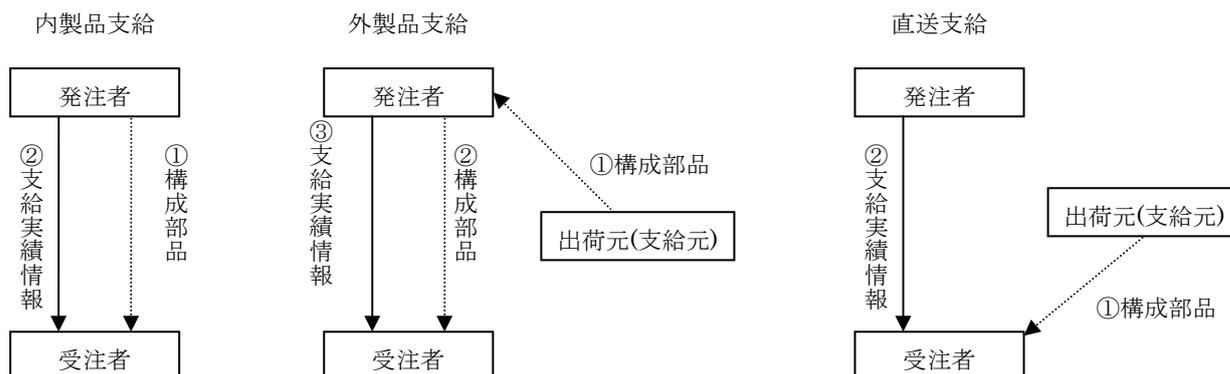 内製品支給
発注者
②支給実績情報
①構成部品
受注者
外製品支給
発注者
③支給実績情報
②構成部品
①構成部品
出荷元(支給元)
受注者
直送支給
発注者
②支給実績情報
出荷元(支給元)
①構成部品
受注者